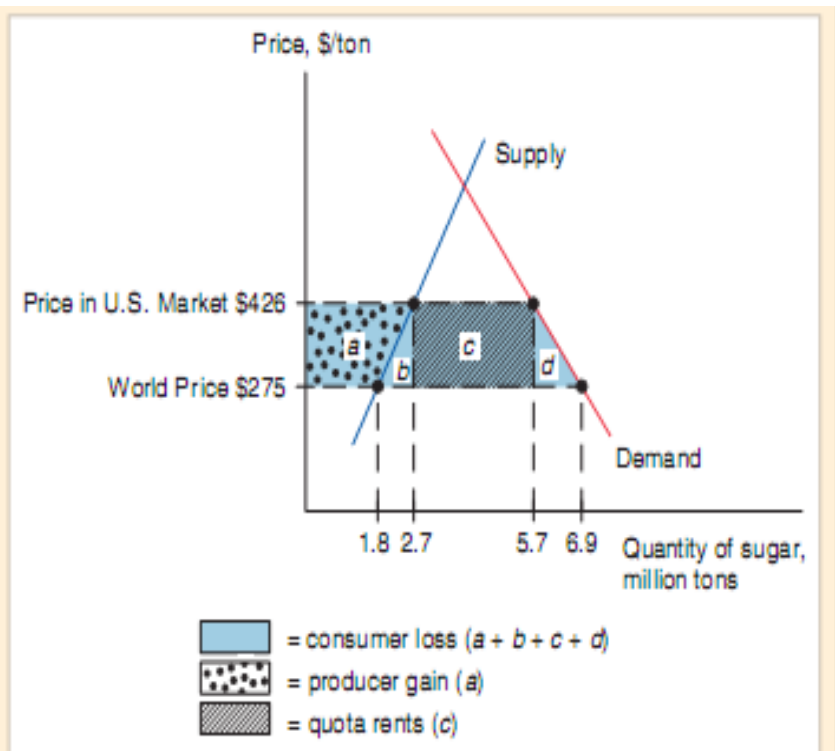 Price, $/ton
Supply
Price in U.S. Market $426
a
b
c
d
World Price $275
Demand
1.8 2.7 5.7 6.9
Quantity of sugar,
million tons
= consumer loss (a + b + c + d)
= producer gain (a)
= quota rents (c)